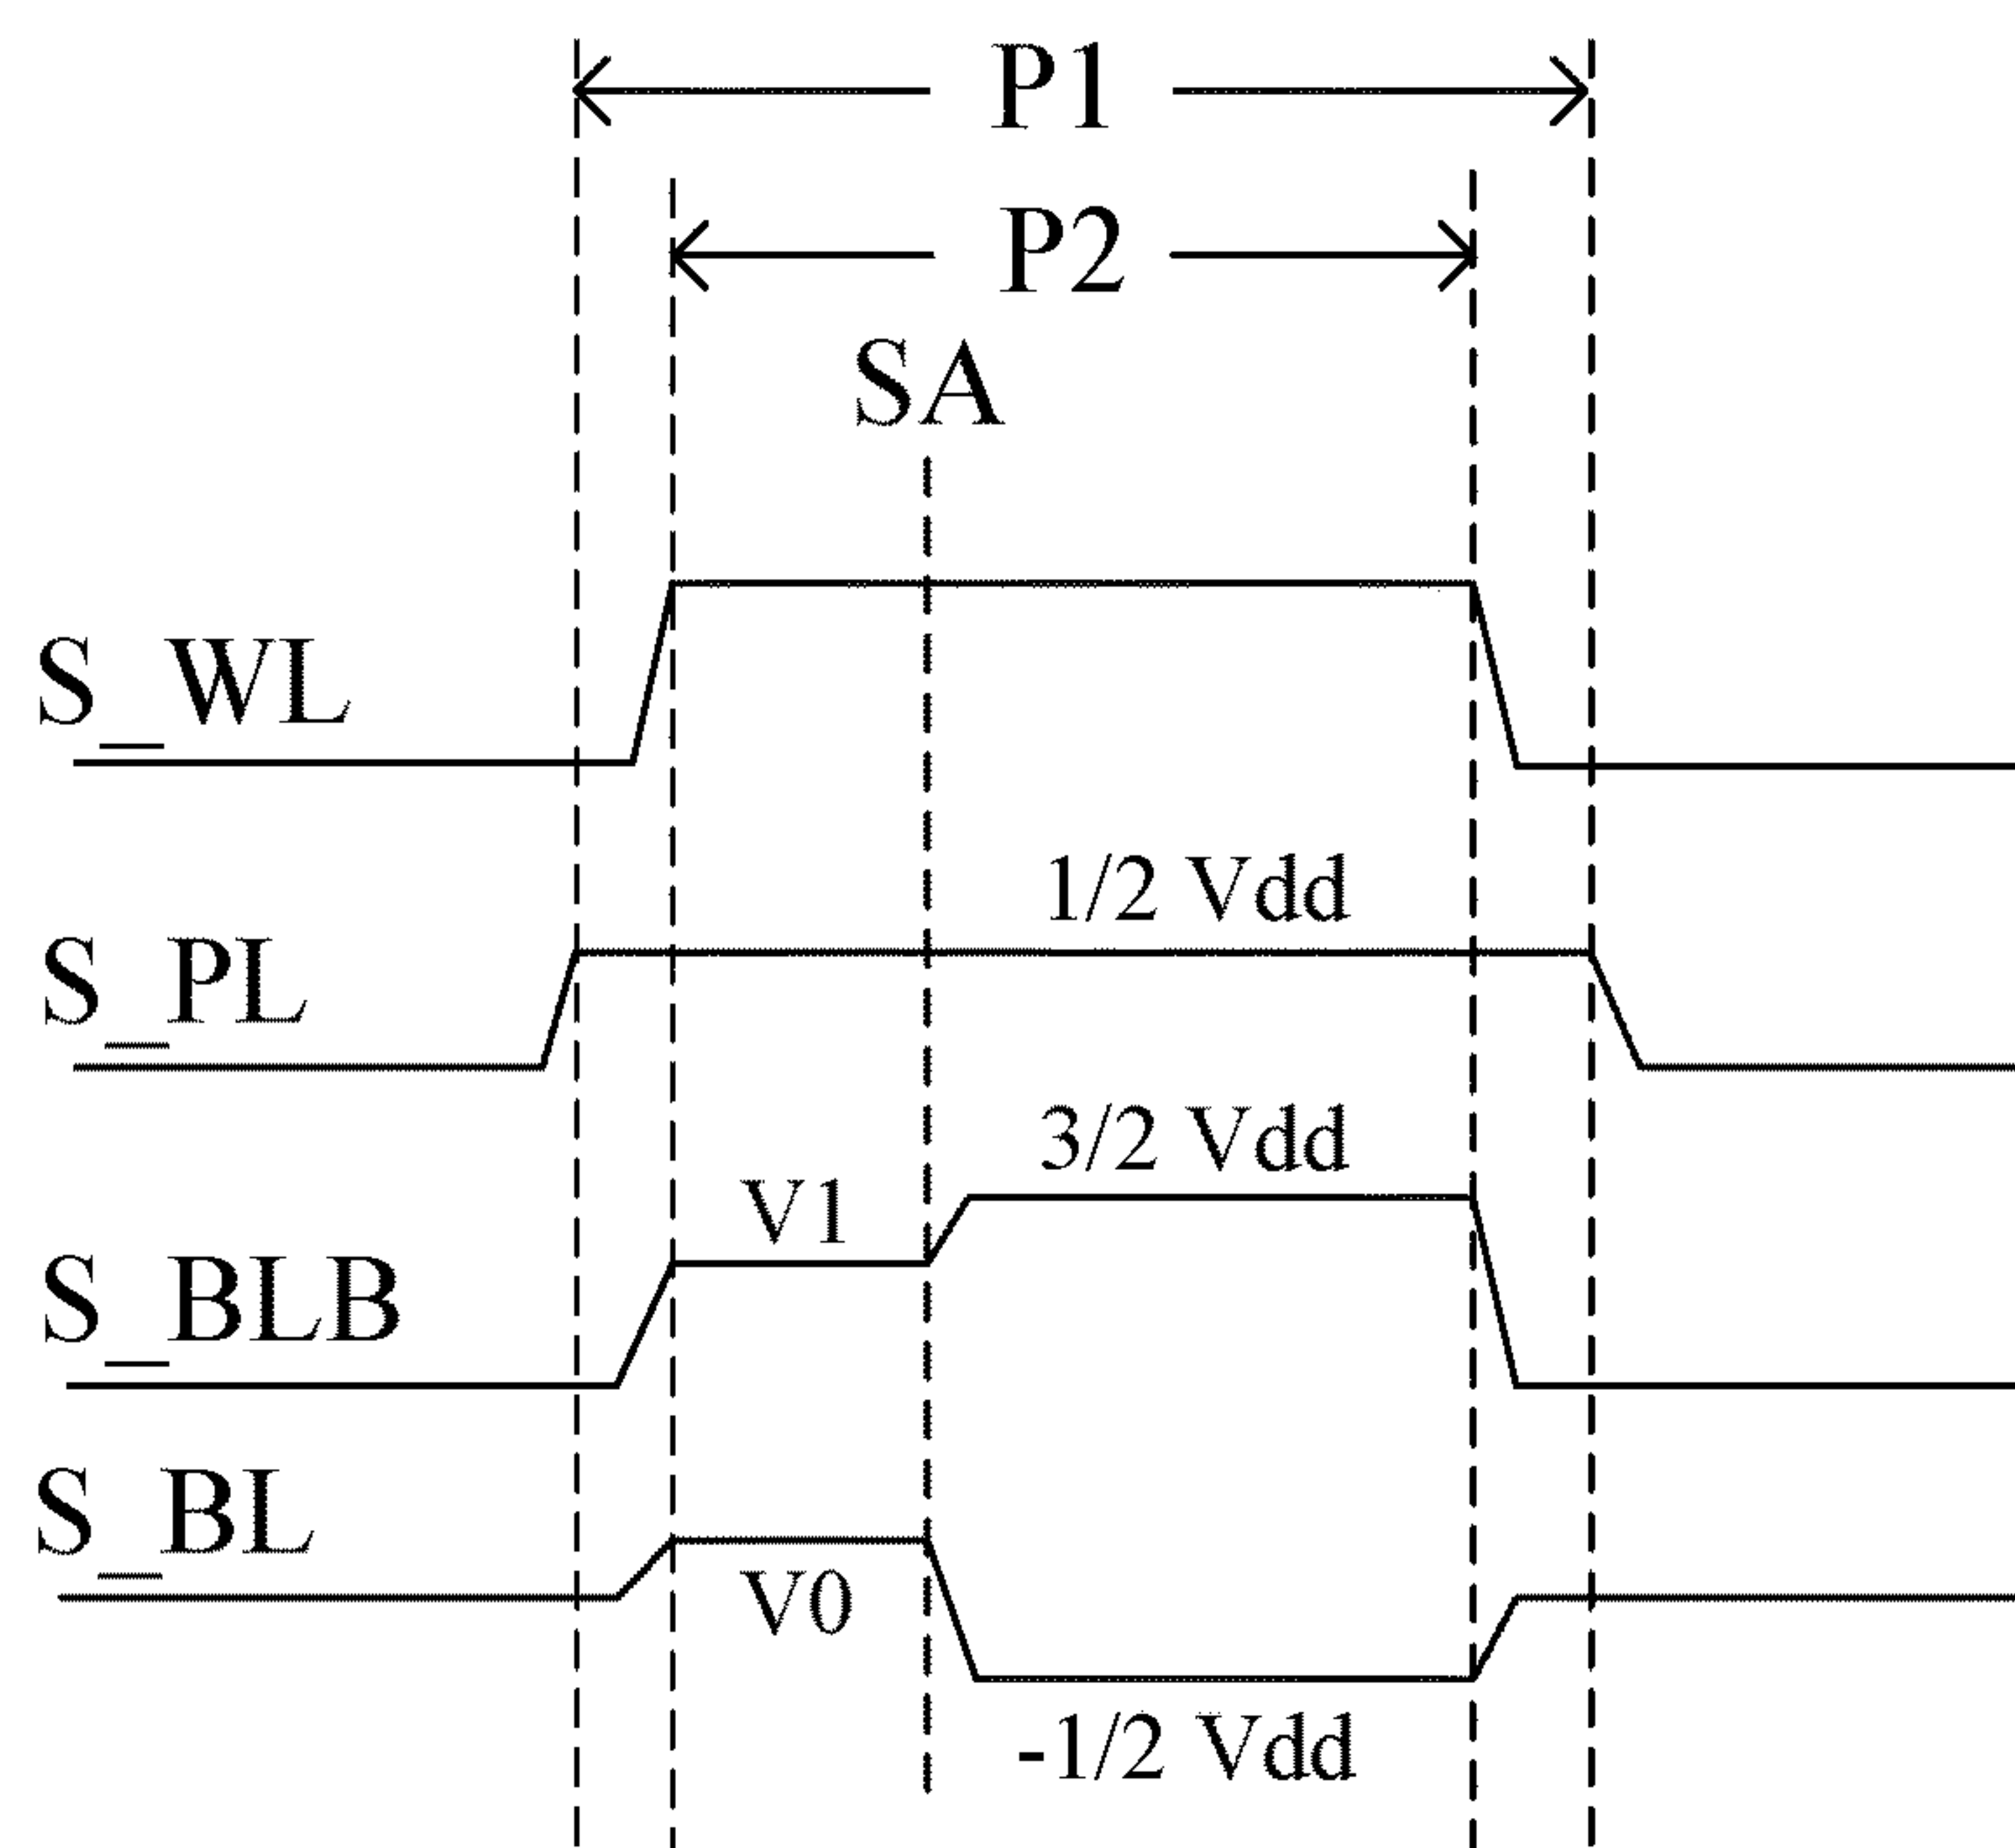 P1
P2
SA
S_WL
1/2 Vdd
S_PL
3/2 Vdd
V1
S_BLB
S_BL
V0
-1/2 Vdd